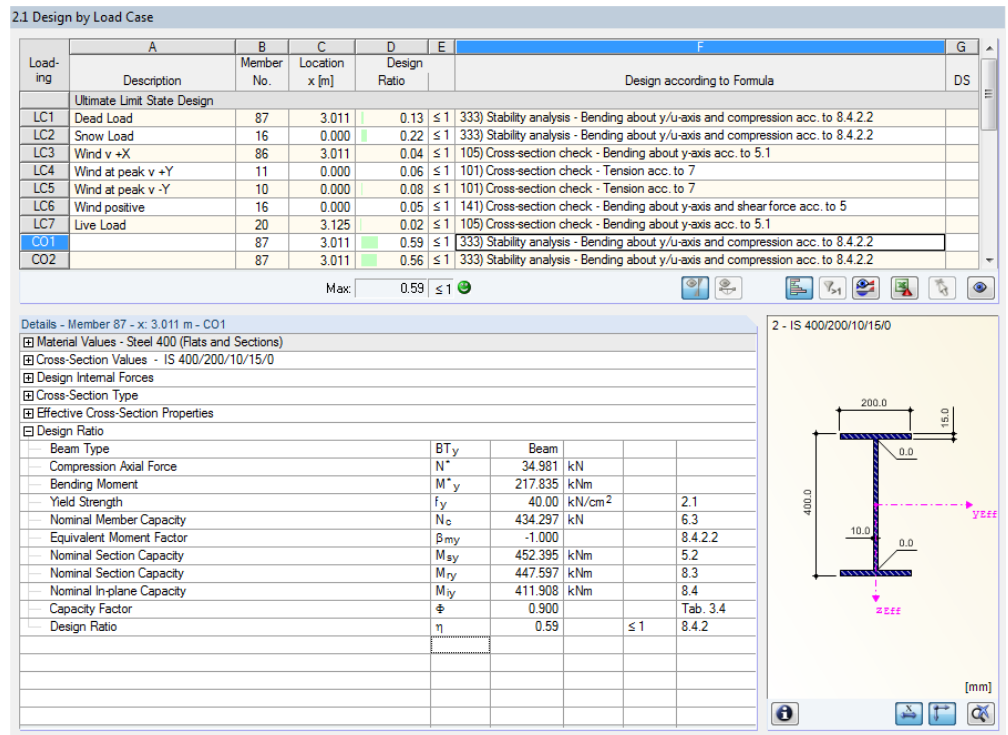 2.1 Design by Load Case
A B C D E F G
Load- Member Location Design
ing Description No. x [m] Ratio Design according to Formula DS
Ultimate Limit State Design
LC1 Dead Load 87 3.011 0.13 ≤ 1 333) Stability analysis - Bending about y/u-axis and compression acc. to 8.4.2.2
LC2 Snow Load 16 0.000 0.22 ≤ 1 333) Stability analysis - Bending about y/u-axis and compression acc. to 8.4.2.2
LC3 Wind v +X 86 3.011 0.04 ≤ 1 105) Cross-section check - Bending about y-axis acc. to 5.1
LC4 Wind at peak v +Y 11 0.000 0.06 ≤ 1 101) Cross-section check - Tension acc. to 7
LC5 Wind at peak v -Y 10 0.000 0.08 ≤ 1 101) Cross-section check - Tension acc. to 7
LC6 Wind positive 16 0.000 0.05 ≤ 1 141) Cross-section check - Bending about y-axis and shear force acc. to 5
LC7 Live Load 20 3.125 0.02 ≤ 1 105) Cross-section check - Bending about y-axis acc. to 5.1
CO1 87 3.011 0.59 ≤ 1 333) Stability analysis - Bending about y/u-axis and compression acc. to 8.4.2.2
CO2 87 3.011 0.56 ≤ 1 333) Stability analysis - Bending about y/u-axis and compression acc. to 8.4.2.2
Max: 0.59 ≤ 1
>1
Details - Member 87 - x: 3.011 m - CO1
Material Values - Steel 400 (Flats and Sections)
Cross-Section Values - IS 400/200/10/15/0
Design Internal Forces
Cross-Section Type
Effective Cross-Section Properties
Design Ratio
Beam Type BTy Beam
Compression Axial Force N* 34.981 kN
Bending Moment M*y 217.835 kNm
Yield Strength fy 40.00 kN/cm2 2.1
Nominal Member Capacity Nc 434.297 kN 6.3
Equivalent Moment Factor βmy -1.000 8.4.2.2
Nominal Section Capacity Msy 452.395 kNm 5.2
Nominal Section Capacity Mry 447.597 kNm 8.3
Nominal In-plane Capacity Miy 411.908 kNm 8.4
Capacity Factor Φ 0.900 Tab. 3.4
Design Ratio η 0.59 ≤ 1 8.4.2
2 - IS 400/200/10/15/0
200.0
15.0
0.0
400.0
yEff
10.0
0.0
zEff
[mm]